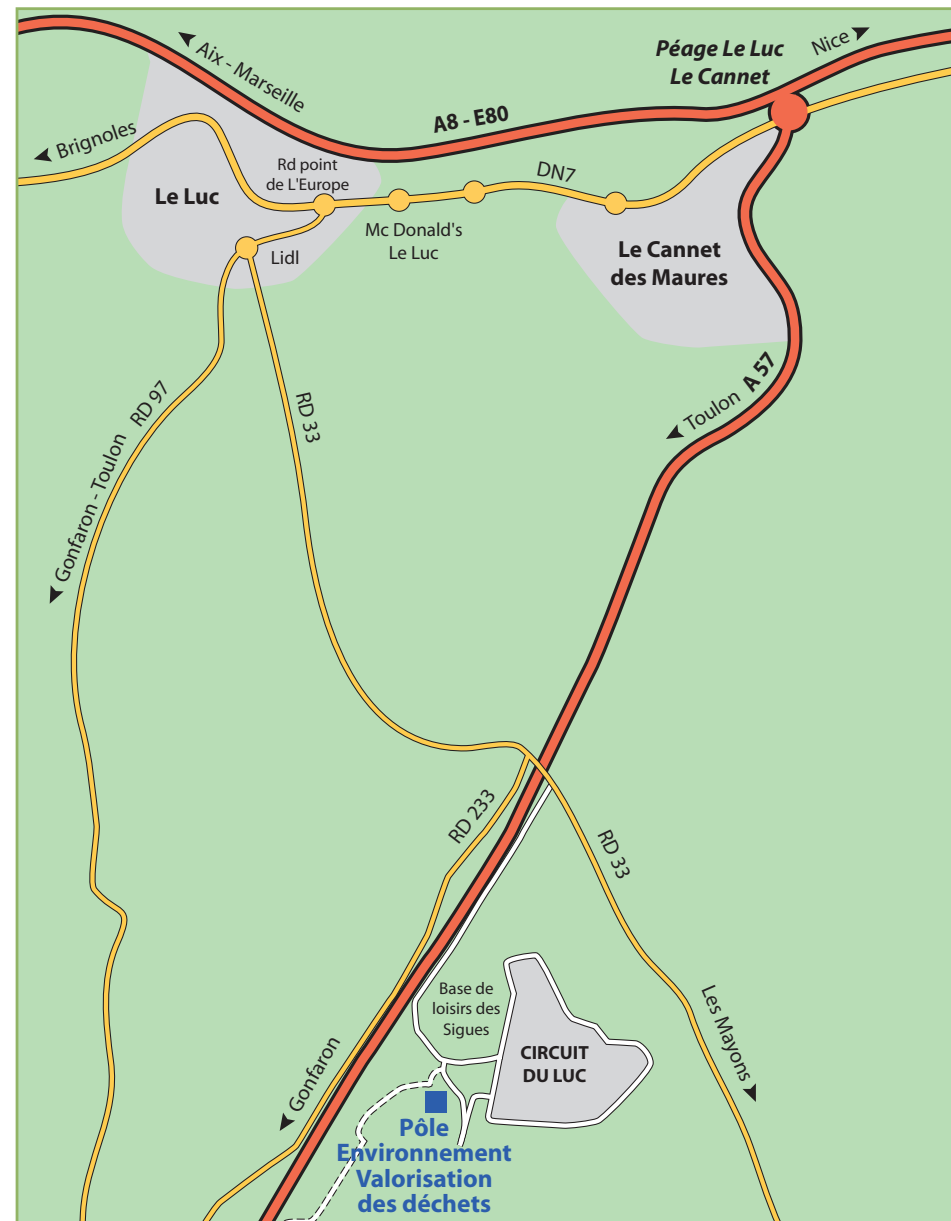 Aix - Marseille
Péage Le Luc
Le Cannet
Nice
A8 - E80
Brignoles
Rd point
de L'Europe
DN7
Le Luc
Mc Donald's
Le Luc
Lidl
Le Cannet
des Maures
A 57
Toulon
RD 97
Gonfaron - Toulon
RD 33
RD 233
RD 33
Base de
loisirs des
Sigues
Les Mayons
CIRCUIT
DU LUC
Gonfaron
Pôle
Environnement
Valorisation
des déchets